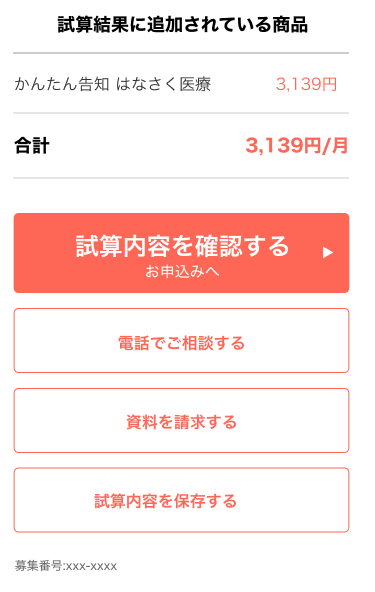 試算結果に追加されている商品
かんたん告知 はなさく医療 3,139円
合計 3,139円/月
試算内容を確認する
お申込みへ
電話でご相談する
資料を請求する
試算内容を保存する
募集番号:xxx-xxxx